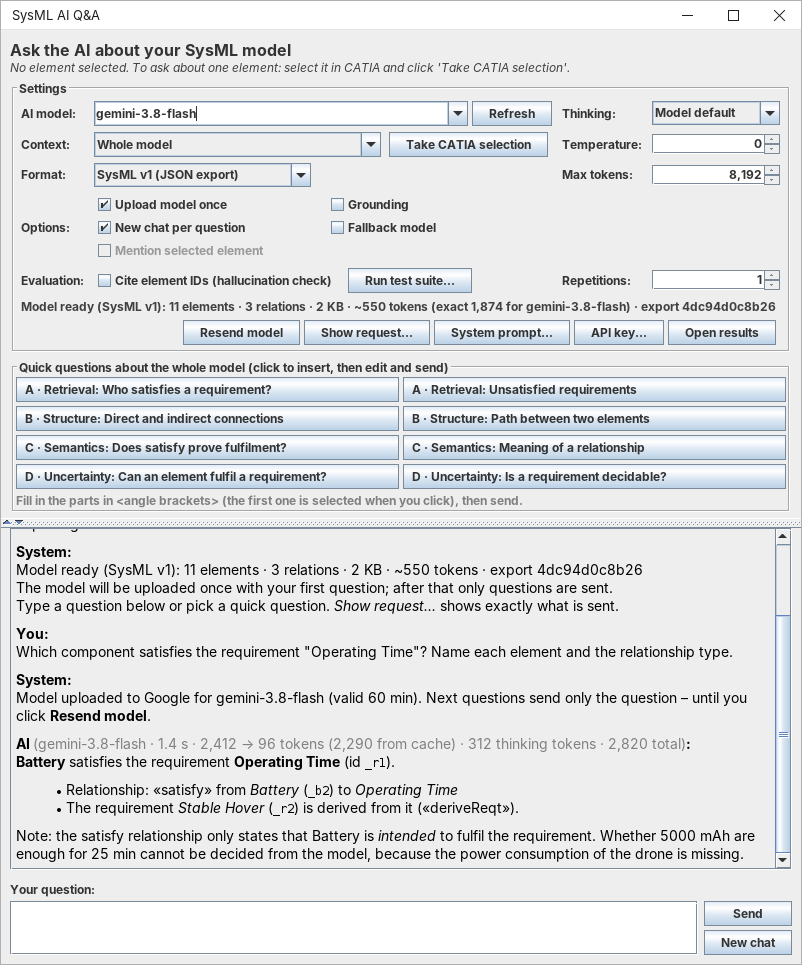 SysML AI Q&A
Ask the AI about your SysML model
No element selected. To ask about one element: select it in CATIA and click 'Take CATIA selection'.
Settings
AI model: gemini-3.8-flash Refresh Thinking: Model default
Context: Whole model Take CATIA selection Temperature: 0
Format: SysML v1 (JSON export) Max tokens: 8,192
Upload model once Grounding
Options: New chat per question Fallback model
Mention selected element
Evaluation: Cite element IDs (hallucination check) Run test suite... Repetitions: 1
Model ready (SysML v1): 11 elements · 3 relations · 2 KB · ~550 tokens (exact 1,874 for gemini-3.8-flash) · export 4dc94d0c8b26
Resend model Show request... System prompt... API key... Open results
Quick questions about the whole model (click to insert, then edit and send)
A · Retrieval: Who satisfies a requirement? A · Retrieval: Unsatisfied requirements
B · Structure: Direct and indirect connections B · Structure: Path between two elements
C · Semantics: Does satisfy prove fulfilment? C · Semantics: Meaning of a relationship
D · Uncertainty: Can an element fulfil a requirement? D · Uncertainty: Is a requirement decidable?
Fill in the parts in <angle brackets> (the first one is selected when you click), then send.
System:
Model ready (SysML v1): 11 elements · 3 relations · 2 KB · ~550 tokens · export 4dc94d0c8b26
The model will be uploaded once with your first question; after that only questions are sent.
Type a question below or pick a quick question. Show request... shows exactly what is sent.
You:
Which component satisfies the requirement "Operating Time"? Name each element and the relationship type.
System:
Model uploaded to Google for gemini-3.8-flash (valid 60 min). Next questions send only the question – until you
click Resend model.
AI (gemini-3.8-flash · 1.4 s · 2,412 → 96 tokens (2,290 from cache) · 312 thinking tokens · 2,820 total):
Battery satisfies the requirement Operating Time (id _r1).
• Relationship: «satisfy» from Battery (_b2) to Operating Time
• The requirement Stable Hover (_r2) is derived from it («deriveReqt»).
Note: the satisfy relationship only states that Battery is intended to fulfil the requirement. Whether 5000 mAh are
enough for 25 min cannot be decided from the model, because the power consumption of the drone is missing.
Your question:
Send
New chat